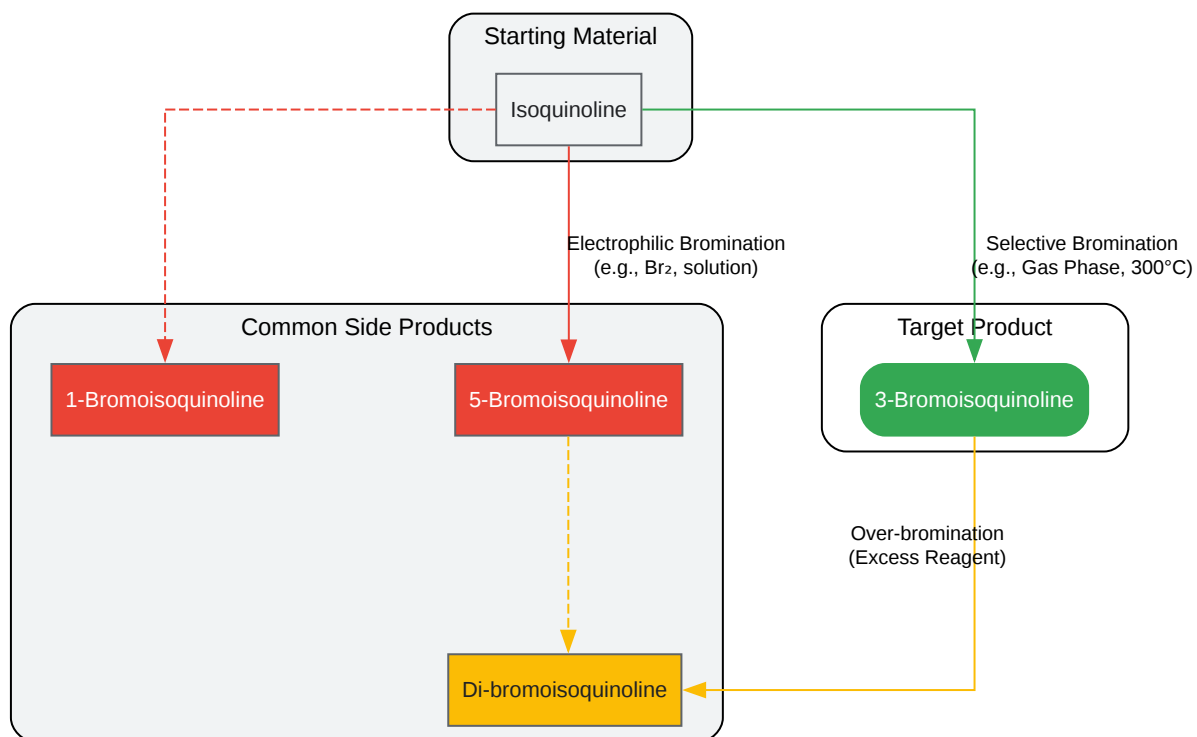 Starting Material
Isoquinoline
Electrophilic Bromination
(e.g., Br₂, solution)
Selective Bromination
(e.g., Gas Phase, 300°C)
Common Side Products
Target Product
1-Bromoisoquinoline
5-Bromoisoquinoline
3-Bromoisoquinoline
Over-bromination
(Excess Reagent)
Di-bromoisoquinoline